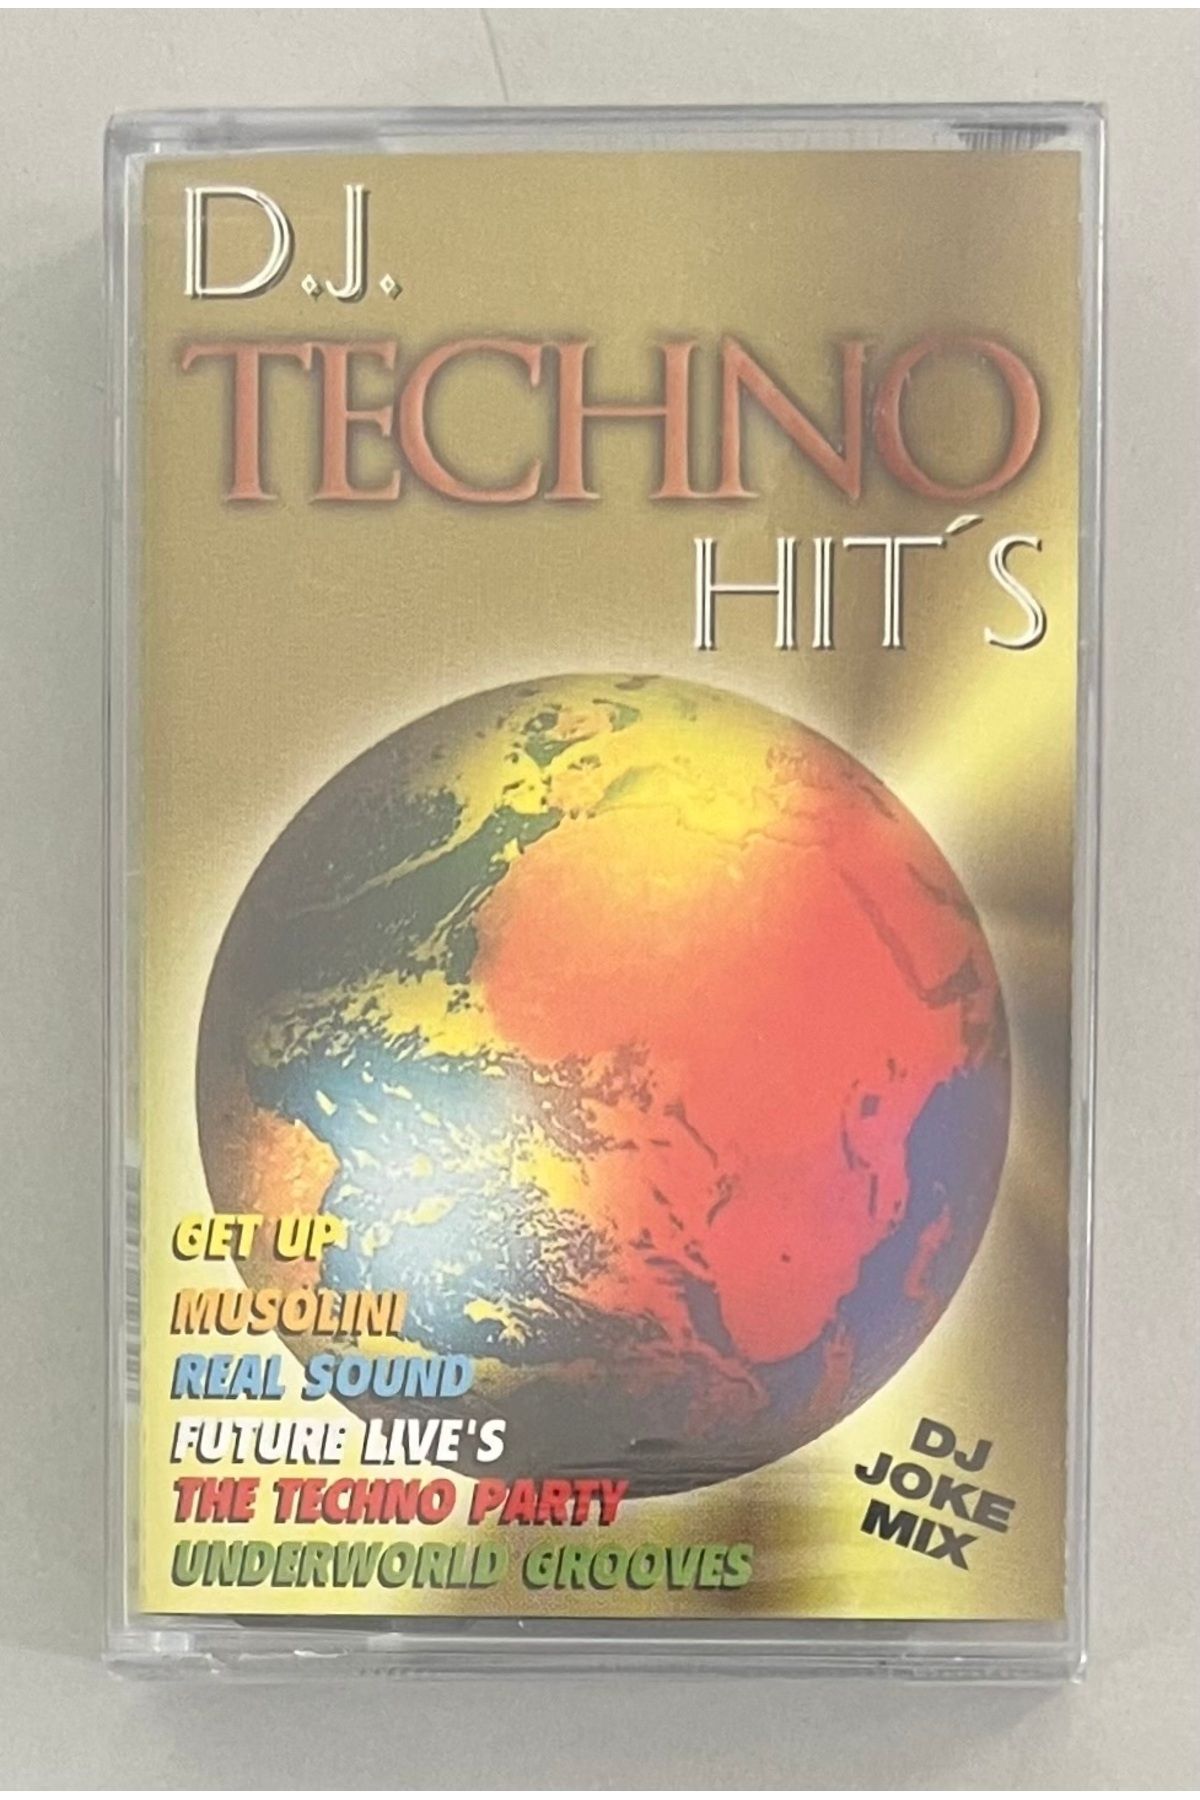 D.J.
TECHNO
HIT´S
GET UP
MUSOLINI
REAL SOUND
FUTURE LIVE'S
THE TECHNO PARTY
UNDERWORLD GROOVES
DJ
JOKE
MIX